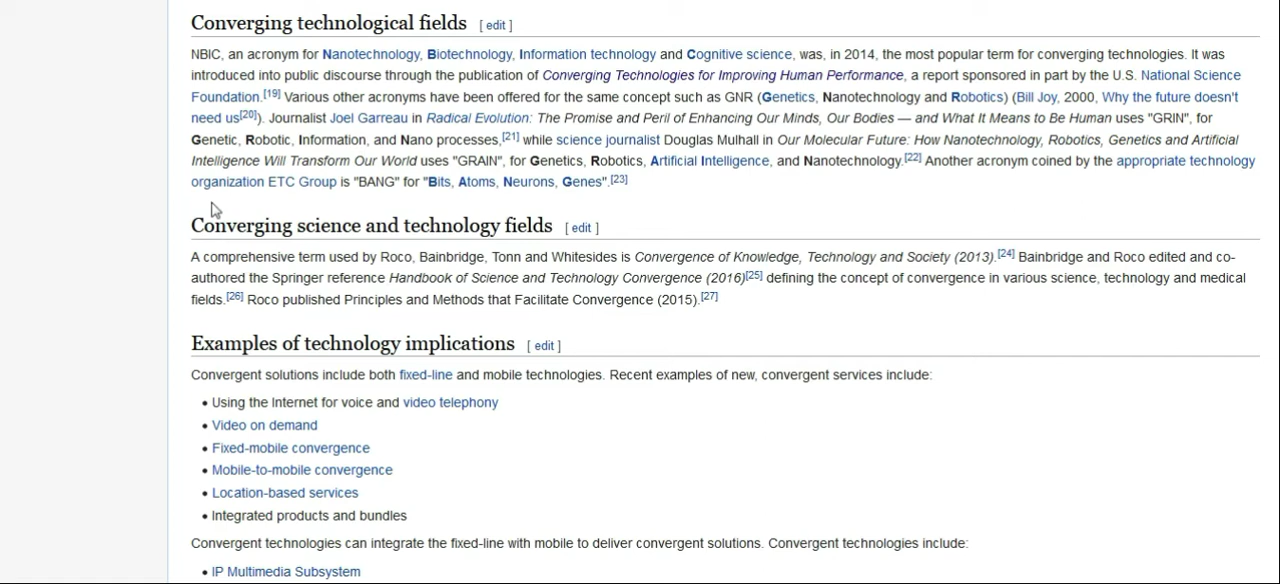 Converging technological fields [ edit ]
NBIC, an acronym for Nanotechnology, Biotechnology, Information technology and Cognitive science, was, in 2014, the most popular term for converging technologies. It was
introduced into public discourse through the publication of Converging Technologies for Improving Human Performance, a report sponsored in part by the U.S. National Science
Foundation.[19] Various other acronyms have been offered for the same concept such as GNR (Genetics, Nanotechnology and Robotics) (Bill Joy, 2000, Why the future doesn't
need us[20]). Journalist Joel Garreau in Radical Evolution: The Promise and Peril of Enhancing Our Minds, Our Bodies — and What It Means to Be Human uses "GRIN", for
Genetic, Robotic, Information, and Nano processes,[21] while science journalist Douglas Mulhall in Our Molecular Future: How Nanotechnology, Robotics, Genetics and Artificial
Intelligence Will Transform Our World uses "GRAIN", for Genetics, Robotics, Artificial Intelligence, and Nanotechnology.[22] Another acronym coined by the appropriate technology
organization ETC Group is "BANG" for "Bits, Atoms, Neurons, Genes".[23]
Converging science and technology fields [ edit ]
A comprehensive term used by Roco, Bainbridge, Tonn and Whitesides is Convergence of Knowledge, Technology and Society (2013).[24] Bainbridge and Roco edited and co-
authored the Springer reference Handbook of Science and Technology Convergence (2016)[25] defining the concept of convergence in various science, technology and medical
fields.[26] Roco published Principles and Methods that Facilitate Convergence (2015).[27]
Examples of technology implications [ edit ]
Convergent solutions include both fixed-line and mobile technologies. Recent examples of new, convergent services include:
• Using the Internet for voice and video telephony
• Video on demand
• Fixed-mobile convergence
• Mobile-to-mobile convergence
• Location-based services
• Integrated products and bundles
Convergent technologies can integrate the fixed-line with mobile to deliver convergent solutions. Convergent technologies include:
• IP Multimedia Subsystem